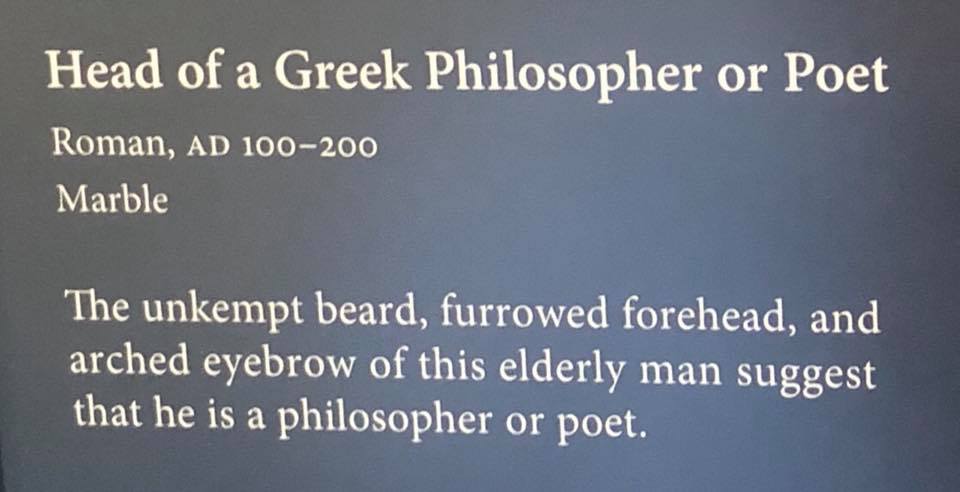 Head of a Greek Philosopher or Poet
Roman, AD 100–200
Marble
The unkempt beard, furrowed forehead, and
arched eyebrow of this elderly man suggest
that he is a philosopher or poet.